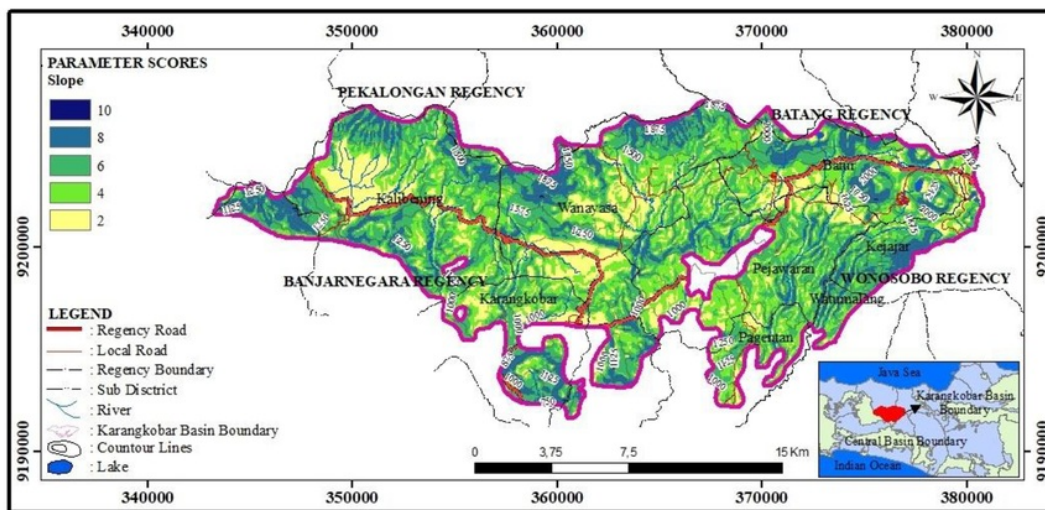 340000 350000 360000 370000 380000
PARAMETER SCORES
Slope
10
8
6
4
2
PEKALONGAN REGENCY
BATANG REGENCY
N
W E
S
Batur
Kalibening
Wanayasa
Kejajar
9200000
9200000
BANJARNEGARA REGENCY
Pejawaran
WONOSOBO REGENCY
Karangkobar
Watumalang
Pagentan
LEGEND
: Regency Road
: Local Road
: Regency Boundary
: Sub Disctrict
: River
: Karangkobar Basin Boundary
: Countour Lines
: Lake
Java Sea
Karangkobar Basin
Boundary
Central Basin Boundary
Indian Ocean
0 3,75 7,5 15 Km
9190000
9190000
340000 350000 360000 370000 380000